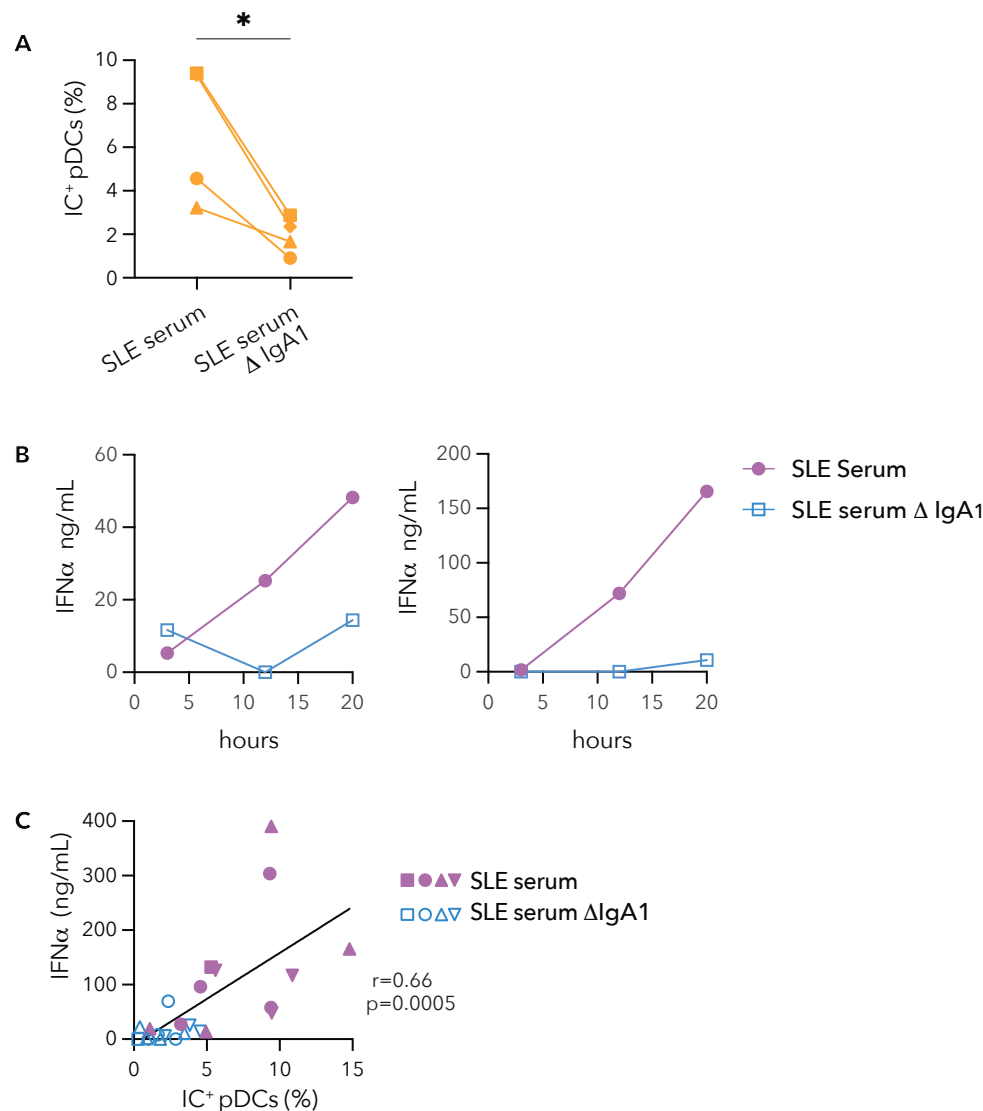 A
*
10
8
6
4
2
0
IC⁺ pDCs (%)
SLE serum
SLE serum
Δ IgA1
B
60
40
20
0
IFNα ng/mL
0 5 10 15 20
hours
200
150
100
50
0
IFNα ng/mL
0 5 10 15 20
hours
SLE Serum
SLE serum Δ IgA1
C
400
300
200
100
0
IFNα (ng/mL)
0 5 10 15
IC⁺ pDCs (%)
SLE serum
SLE serum ΔIgA1
r=0.66
p=0.0005